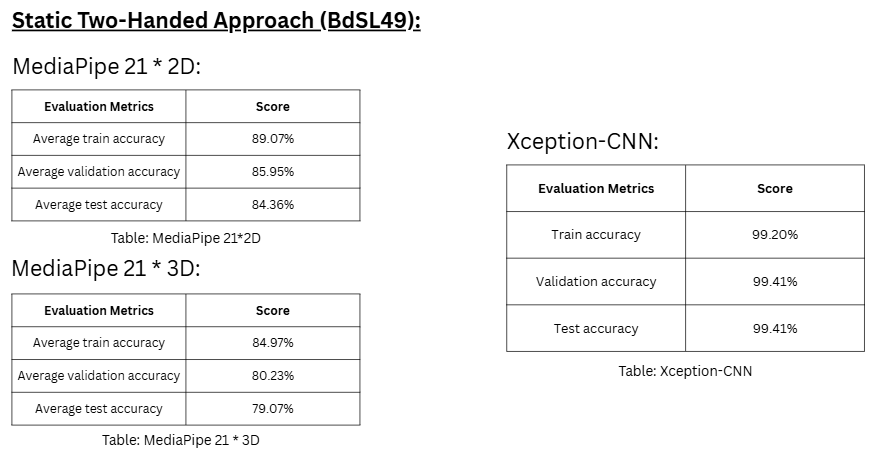 Static Two-Handed Approach (BdSL49):
MediaPipe 21 * 2D:
Evaluation Metrics Score
Average train accuracy 89.07%
Average validation accuracy 85.95%
Average test accuracy 84.36%
Table: MediaPipe 21*2D
MediaPipe 21 * 3D:
Evaluation Metrics Score
Average train accuracy 84.97%
Average validation accuracy 80.23%
Average test accuracy 79.07%
Table: MediaPipe 21 * 3D
Xception-CNN:
Evaluation Metrics Score
Train accuracy 99.20%
Validation accuracy 99.41%
Test accuracy 99.41%
Table: Xception-CNN